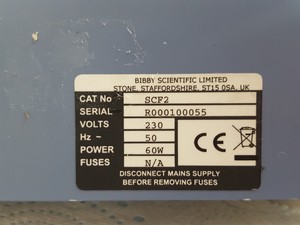 BIBBY SCIENTIFIC LIMITED
STONE, STAFFORDSHIRE, ST15 0SA, UK
CAT No SCF2
SERIAL R000100055
VOLTS 230
Hz ~ 50
POWER 60W
FUSES N/A
CE
DISCONNECT MAINS SUPPLY
BEFORE REMOVING FUSES